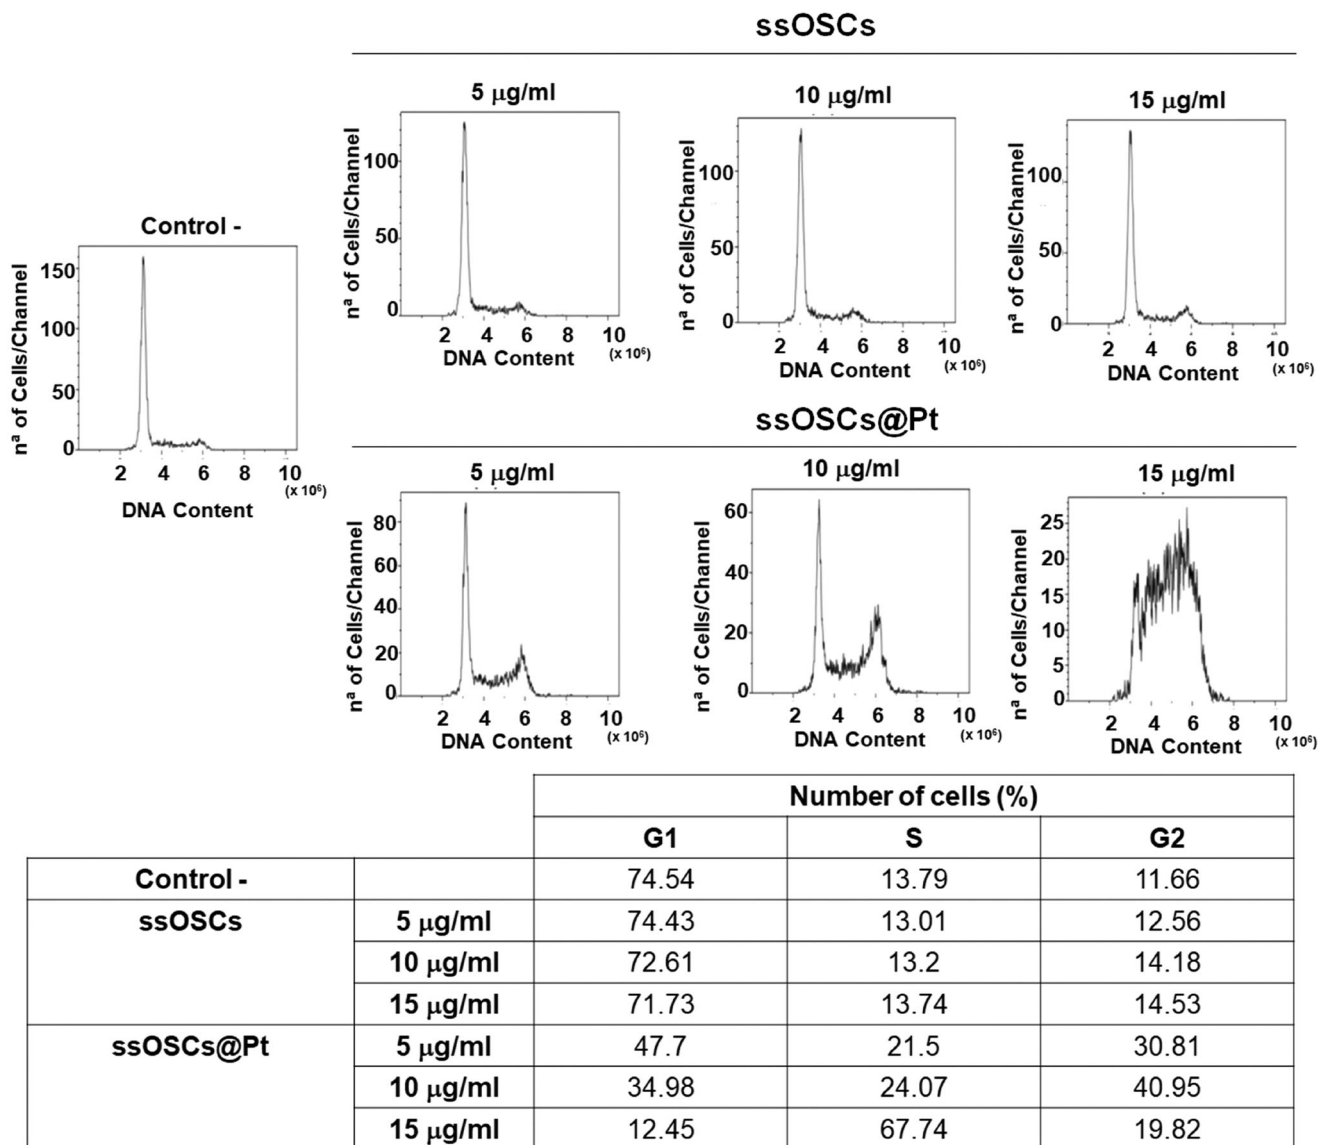 ssOSCs
5 μg/ml
10 μg/ml
15 μg/ml
nª of Cells/Channel
100
50
0
2 4 6 8 10
DNA Content (x 10⁶)
nª of Cells/Channel
100
50
0
2 4 6 8 10
DNA Content (x 10⁶)
nª of Cells/Channel
100
50
0
2 4 6 8 10
DNA Content (x 10⁶)
Control -
nª of Cells/Channel
150
100
50
0
2 4 6 8 10
(x 10⁶)
DNA Content
ssOSCs@Pt
5 μg/ml
10 μg/ml
15 μg/ml
nª of Cells/Channel
80
60
40
20
0
2 4 6 8 10
DNA Content (x 10⁶)
nª of Cells/Channel
60
40
20
0
2 4 6 8 10
DNA Content (x 10⁶)
nª of Cells/Channel
25
20
15
10
5
0
2 4 6 8 10
DNA Content (x 10⁶)
Number of cells (%)
G1 S G2
Control - 74.54 13.79 11.66
ssOSCs 5 μg/ml 74.43 13.01 12.56
10 μg/ml 72.61 13.2 14.18
15 μg/ml 71.73 13.74 14.53
ssOSCs@Pt 5 μg/ml 47.7 21.5 30.81
10 μg/ml 34.98 24.07 40.95
15 μg/ml 12.45 67.74 19.82